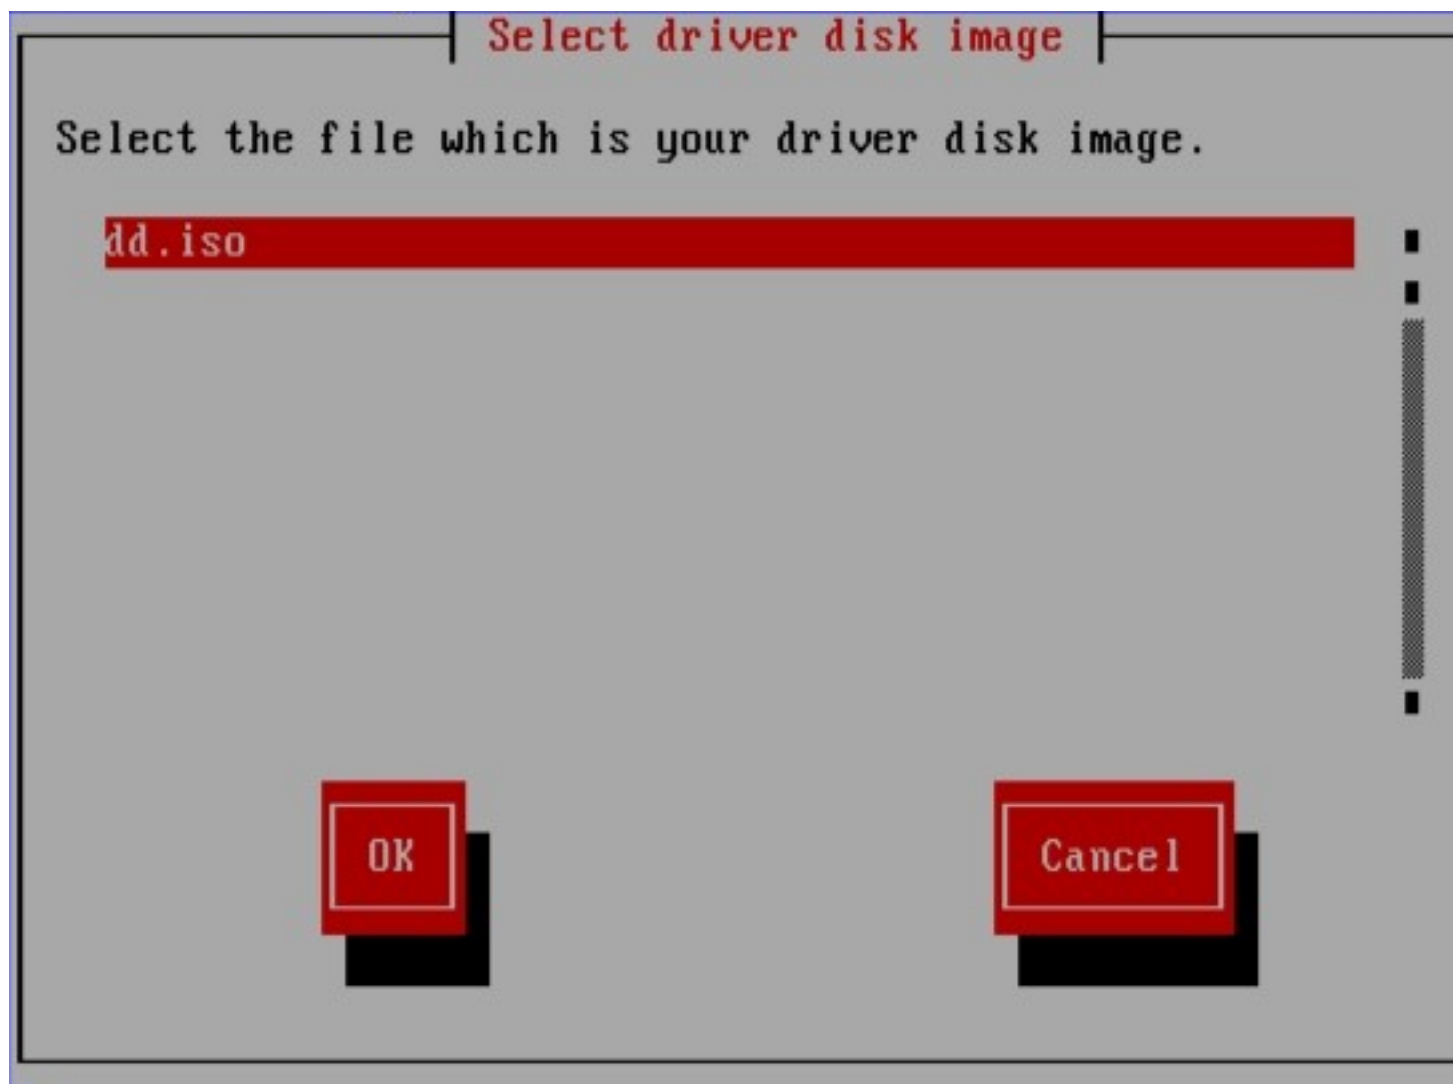 Select driver disk image
Select the file which is your driver disk image.
dd.iso
OK
Cancel